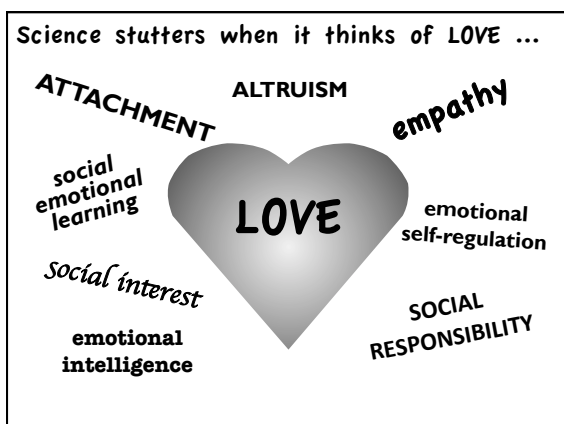 Science stutters when it thinks of LOVE ...
ATTACHMENT
ALTRUISM
empathy
social
emotional
learning
LOVE
emotional
self-regulation
Social interest
SOCIAL
RESPONSIBILITY
emotional
intelligence